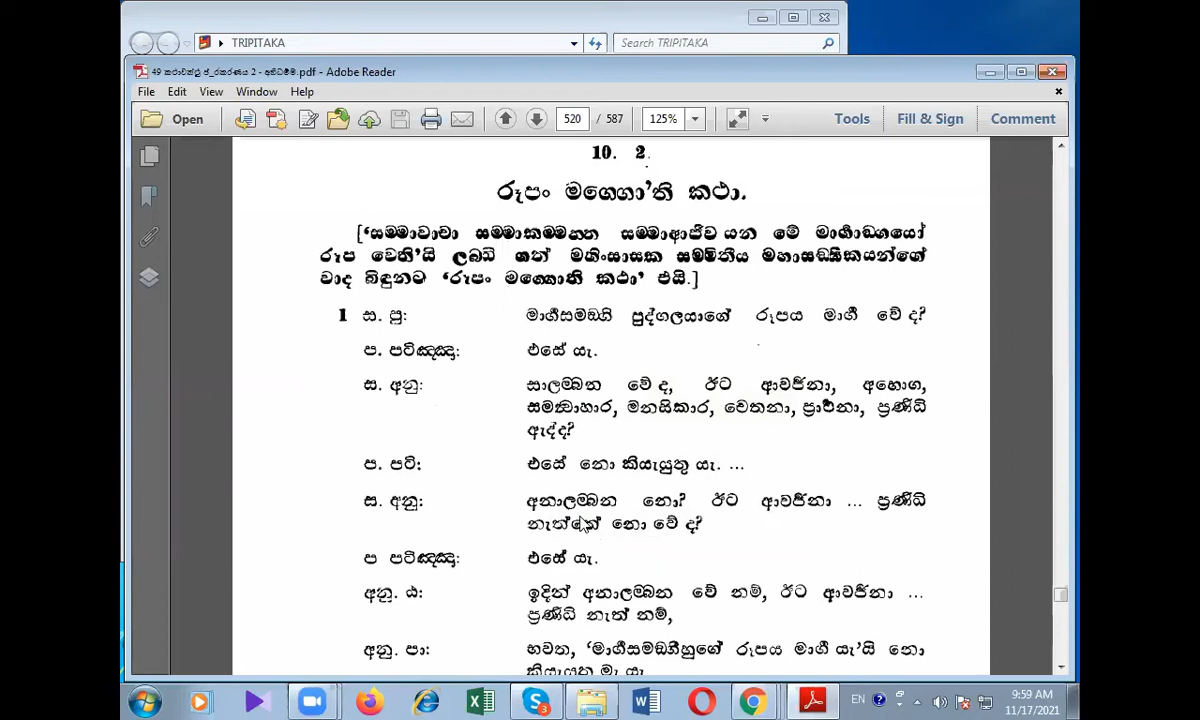 TRIPITAKA
Search TRIPITAKA
49 කථාවත්ථු ප්‍රකරණය 2 - අභිධර්ම.pdf - Adobe Reader
File Edit View Window Help
Open 520 / 587 125% Tools Fill & Sign Comment
10. 2.
රූපං මග්ගො’ති කථා.
[‘සම්මාවාචා සම්මාකම්මන්ත සම්මාආජීව යන මේ මාර්ගාඞ්ගයෝ
රූප වෙති’යි ලබ්ධි ගත් මහිංසාසක සම්මිතීය මහාසඞ්ඝිකයන්ගේ
වාද බිඳුනට ‘රූපං මග්ගොති කථා’ එයි.]
1 ස. පු: මාර්ගසමඞ්ගි පුද්ගලයාගේ රූපය මාර්ග වේ ද?
ප. පටිඤ්ඤා: එසේ යැ.
ස. අනු: සාලම්බන වේ ද, ඊට ආවර්ජනා, අභොග,
සමන්වාහාර, මනසිකාර, චෙතනා, ප්‍රාර්ථනා, ප්‍රණිධි
ඇද්ද?
ප. පටි: එසේ නො කියැයුතු යැ. ...
ස. අනු: අනාලම්බන නො? ඊට ආවර්ජනා ... ප්‍රණිධි
නැත්තේ නො වේ ද?
ප පටිඤ්ඤා: එසේ යැ.
අනු. ඨ: ඉදින් අනාලම්බන වේ නම්, ඊට ආවර්ජනා ...
ප්‍රණිධි නැත් නම්,
අනු. පා: භවත, ‘මාර්ගසමඞ්ගීහුගේ රූපය මාර්ග යැ’යි නො
කියැයුතු මැ යැ
EN
9:59 AM
11/17/2021